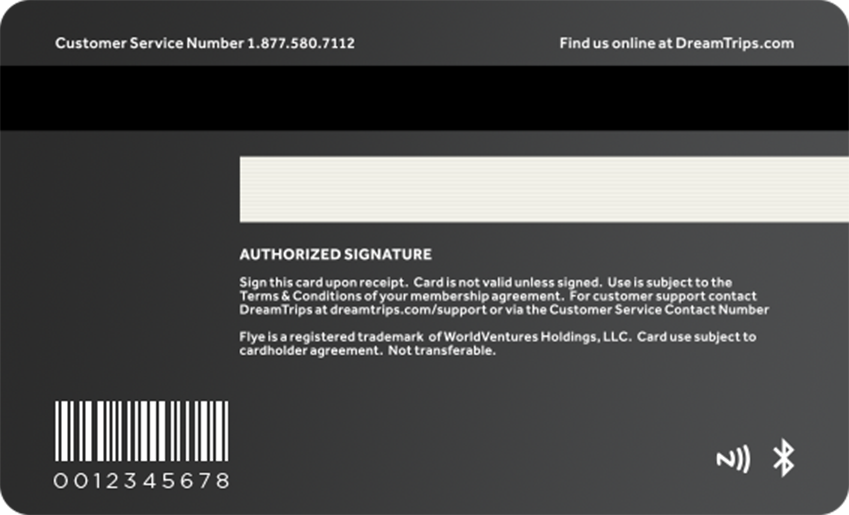 Customer Service Number 1.877.580.7112
Find us online at DreamTrips.com
AUTHORIZED SIGNATURE
Sign this card upon receipt. Card is not valid unless signed. Use is subject to the
Terms & Conditions of your membership agreement. For customer support contact
DreamTrips at dreamtrips.com/support or via the Customer Service Contact Number
Flye is a registered trademark of WorldVentures Holdings, LLC. Card use subject to
cardholder agreement. Not transferable.
0012345678